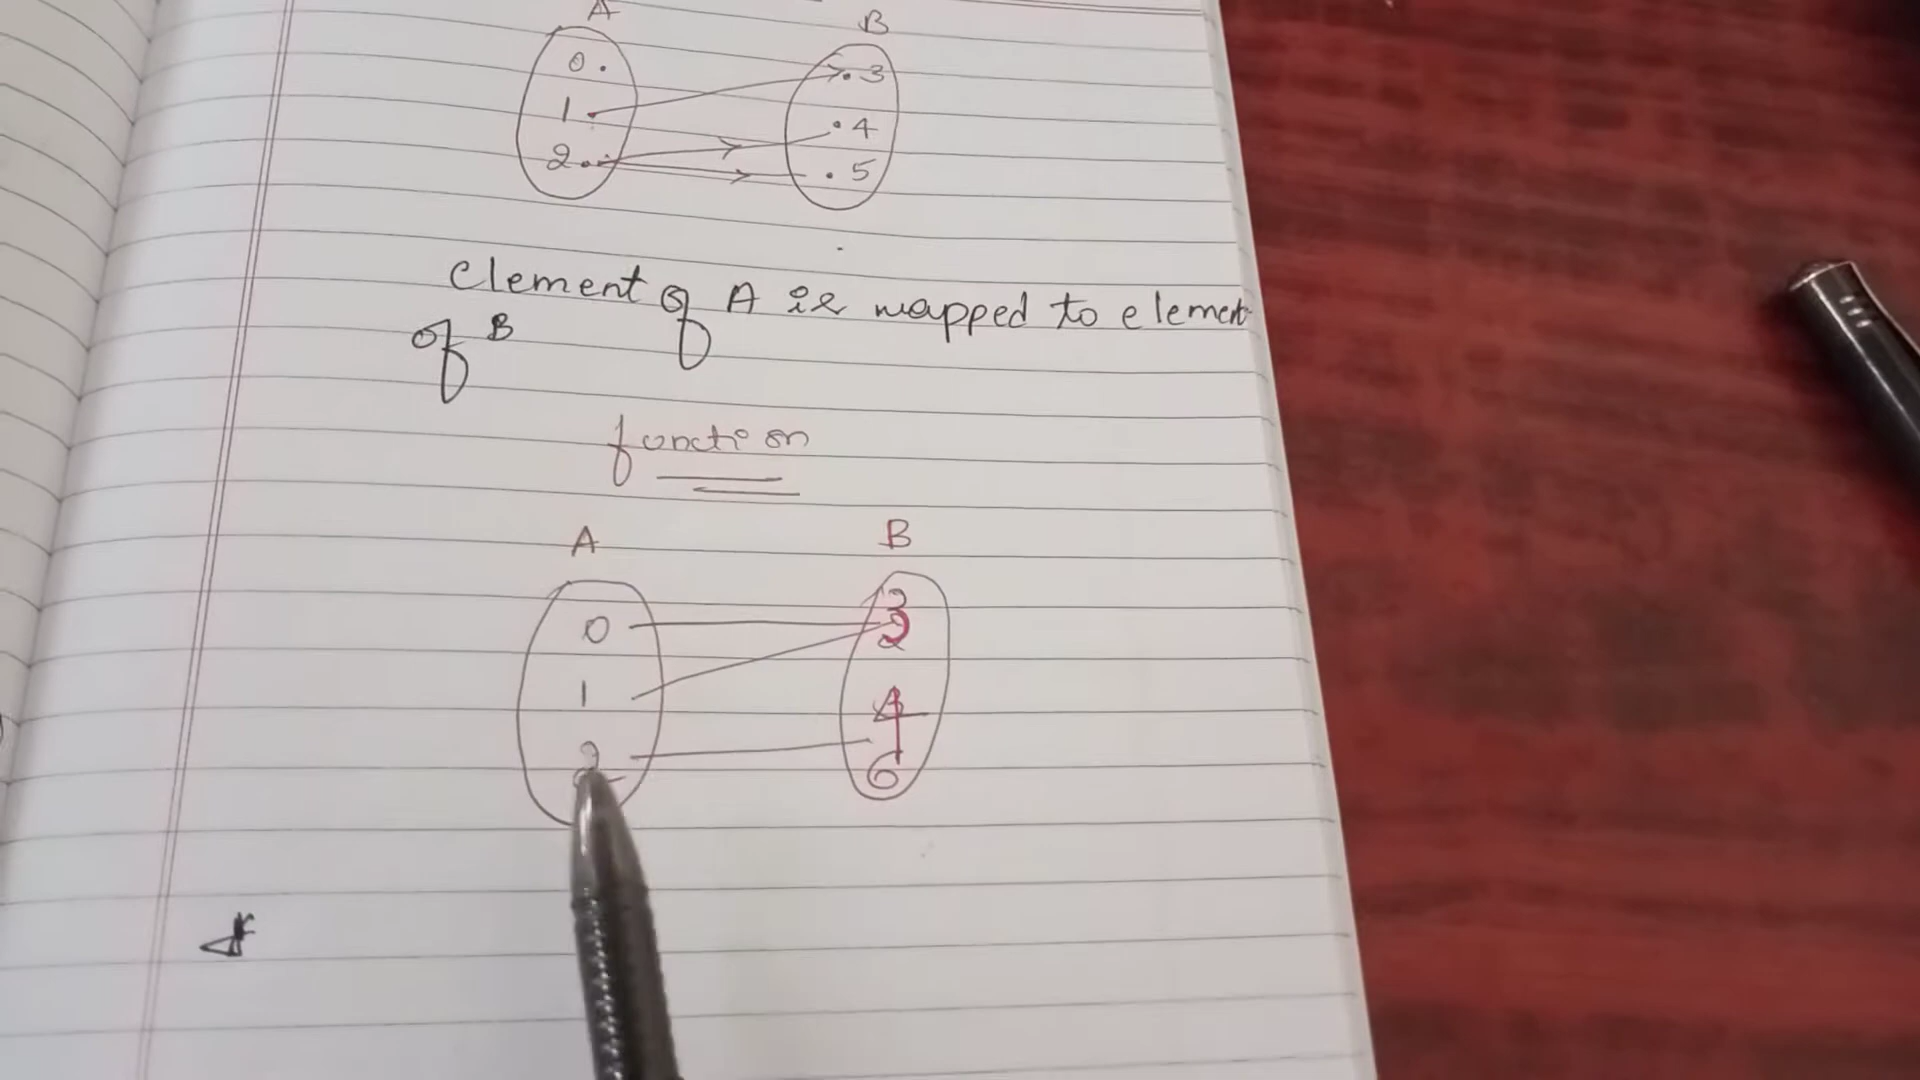 A B
0 . . 3
1 . . 4
2 . . 5
Element of A is mapped to element
of B
function
A B
0 3
1 4
2 6